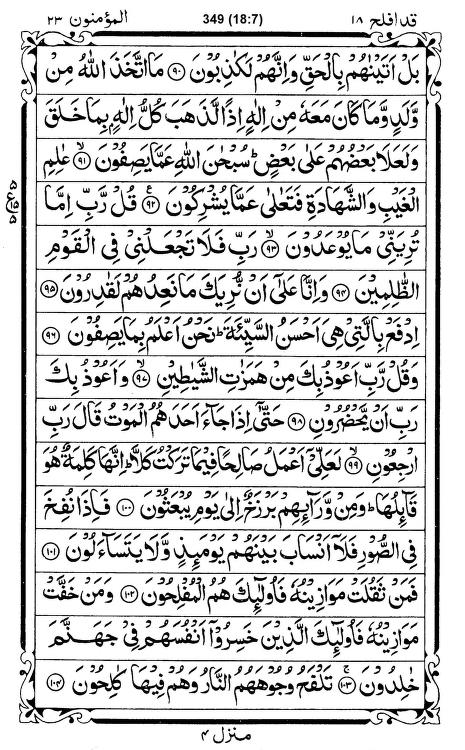 قد افلح ١٨
349 (18:7)
المؤمنون ٢٣
بَلْ اَتَيْنٰهُمْ بِالْحَقِّ وَاِنَّهُمْ لَكٰذِبُوْنَ ۝٩٠ مَا اتَّخَذَ اللّٰهُ مِنْ
وَّلَدٍ وَّمَا كَانَ مَعَهٗ مِنْ اِلٰهٍ اِذًا لَّذَهَبَ كُلُّ اِلٰهٍۭ بِمَا خَلَقَ
وَلَعَلَا بَعْضُهُمْ عَلٰى بَعْضٍ ؕ سُبْحٰنَ اللّٰهِ عَمَّا يَصِفُوْنَ ۝٩١ۙ عٰلِمِ
الْغَيْبِ وَالشَّهَادَةِ فَتَعٰلٰى عَمَّا يُشْرِكُوْنَ ۝٩٢ قُلْ رَّبِّ اِمَّا
تُرِيَنِّيْ مَا يُوْعَدُوْنَ ۝٩٣ۙ رَبِّ فَلَا تَجْعَلْنِيْ فِي الْقَوْمِ
الظّٰلِمِيْنَ ۝٩٤ وَاِنَّا عَلٰٓى اَنْ نُّرِيَكَ مَا نَعِدُهُمْ لَقٰدِرُوْنَ ۝٩٥
اِدْفَعْ بِالَّتِيْ هِيَ اَحْسَنُ السَّيِّئَةَ ؕ نَحْنُ اَعْلَمُ بِمَا يَصِفُوْنَ ۝٩٦
وَقُلْ رَّبِّ اَعُوْذُ بِكَ مِنْ هَمَزٰتِ الشَّيٰطِيْنِ ۝٩٧ۙ وَاَعُوْذُ بِكَ
رَبِّ اَنْ يَّحْضُرُوْنِ ۝٩٨ حَتّٰٓى اِذَا جَآءَ اَحَدَهُمُ الْمَوْتُ قَالَ رَبِّ
ارْجِعُوْنِ ۝٩٩ۙ لَعَلِّيْٓ اَعْمَلُ صَالِحًا فِيْمَا تَرَكْتُ كَلَّا ؕ اِنَّهَا كَلِمَةٌ هُوَ
قَآئِلُهَا ؕ وَمِنْ وَّرَآئِهِمْ بَرْزَخٌ اِلٰى يَوْمِ يُبْعَثُوْنَ ۝١٠٠ فَاِذَا نُفِخَ
فِي الصُّوْرِ فَلَآ اَنْسَابَ بَيْنَهُمْ يَوْمَئِذٍ وَّلَا يَتَسَآءَلُوْنَ ۝١٠١
فَمَنْ ثَقُلَتْ مَوَازِيْنُهٗ فَاُولٰٓئِكَ هُمُ الْمُفْلِحُوْنَ ۝١٠٢ وَمَنْ خَفَّتْ
مَوَازِيْنُهٗ فَاُولٰٓئِكَ الَّذِيْنَ خَسِرُوْٓا اَنْفُسَهُمْ فِيْ جَهَنَّمَ
خٰلِدُوْنَ ۝١٠٣ۚ تَلْفَحُ وُجُوْهَهُمُ النَّارُ وَهُمْ فِيْهَا كٰلِحُوْنَ ۝١٠٤
منزل ٤